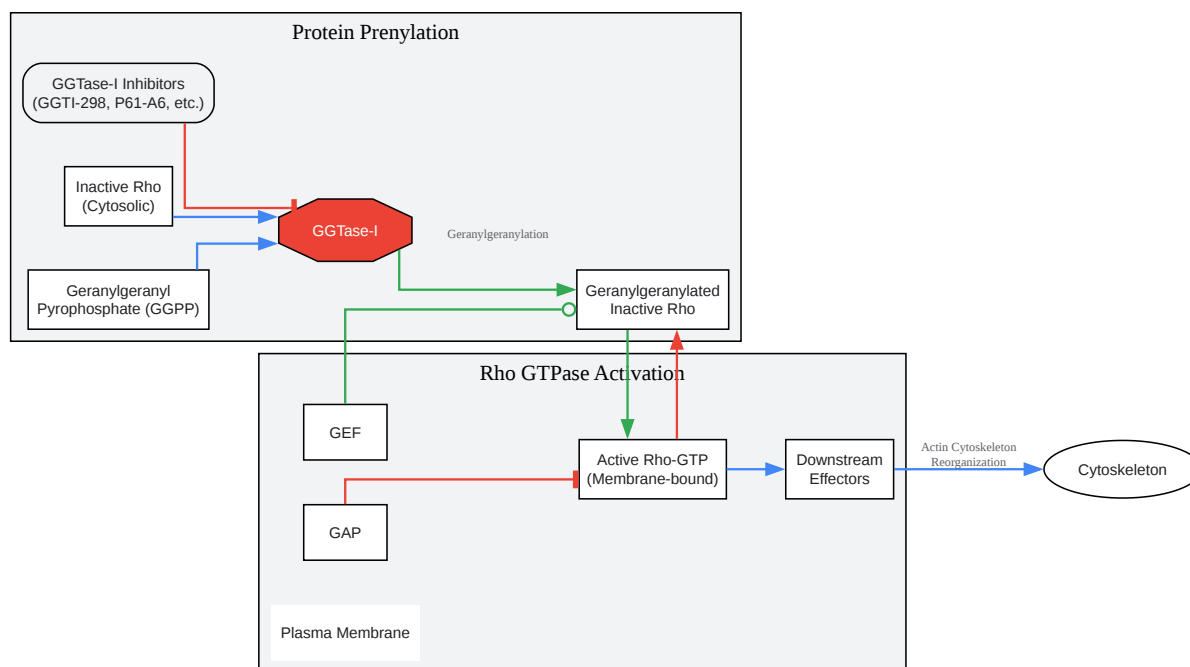 Protein Prenylation
GGTase-I Inhibitors
(GGTI-298, P61-A6, etc.)
Inactive Rho
(Cytosolic)
GGTase-I
Geranylgeranylation
Geranylgeranyl
Pyrophosphate (GGPP)
Geranylgeranylated
Inactive Rho
Rho GTPase Activation
GEF
Active Rho-GTP
(Membrane-bound)
Downstream
Effectors
Actin Cytoskeleton
Reorganization
Cytoskeleton
GAP
Plasma Membrane